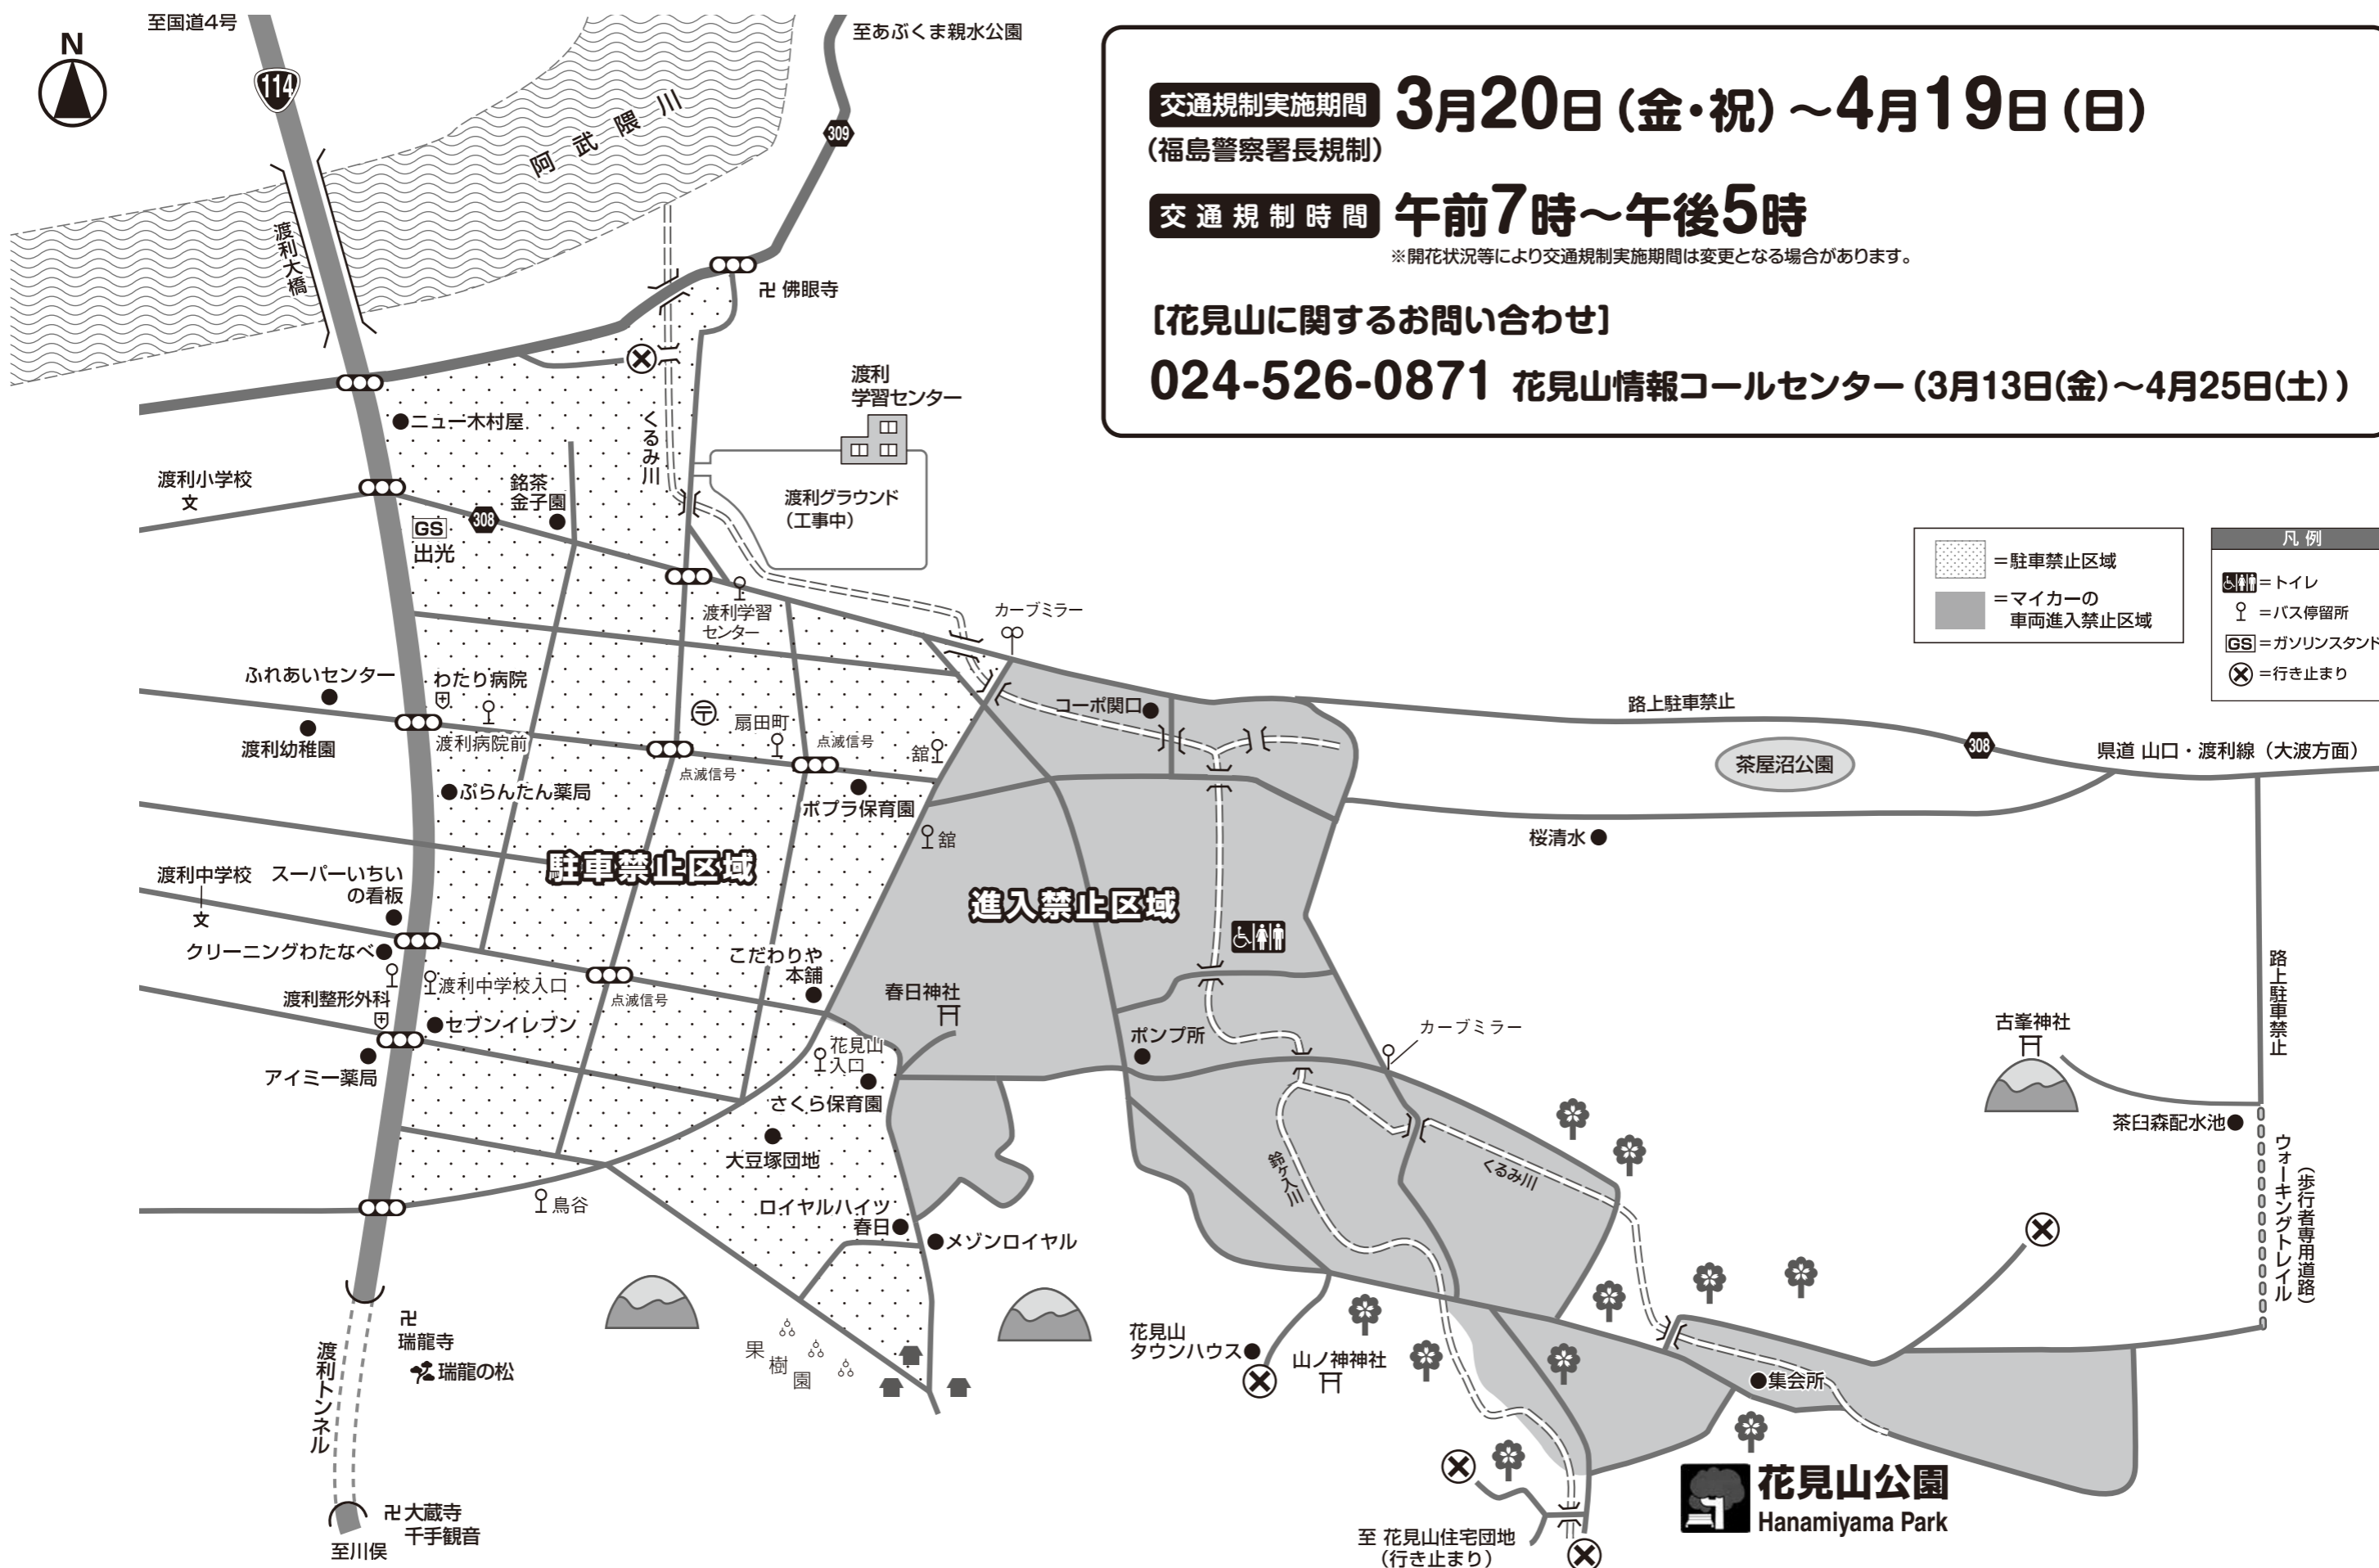 至国道4号
N
114
至あぶくま親水公園
309
阿武隈川
渡利大橋
卍 佛眼寺
交通規制実施期間 3月20日(金・祝)~4月19日(日)
(福島警察署長規制)
交通規制時間 午前7時~午後5時
※開花状況等により交通規制実施期間は変更となる場合があります。
[花見山に関するお問い合わせ]
024-526-0871 花見山情報コールセンター(3月13日(金)~4月25日(土))
渡利
学習センター
ニュー木村屋
くるみ川
渡利小学校
文
銘茶
金子園
308
GS
出光
渡利グラウンド
(工事中)
渡利学習
センター
カーブミラー
=駐車禁止区域
=マイカーの
車両進入禁止区域
凡例
=トイレ
=バス停留所
GS=ガソリンスタンド
=行き止まり
ふれあいセンター
わたり病院
渡利幼稚園
渡利病院前
扇田町
点滅信号
点滅信号
舘
コーポ関口
路上駐車禁止
茶屋沼公園
308
県道 山口・渡利線(大波方面)
ぷらんたん薬局
ポプラ保育園
舘
桜清水
駐車禁止区域
進入禁止区域
渡利中学校
文
スーパーいちい
の看板
クリーニングわたなべ
渡利中学校入口
点滅信号
こだわりや
本舗
渡利整形外科
セブンイレブン
アイミー薬局
春日神社
花見山
入口
さくら保育園
ポンプ所
カーブミラー
路上駐車禁止
古峯神社
茶臼森配水池
大豆塚団地
鳥谷
ロイヤルハイツ
春日
メゾンロイヤル
鈴ヶ入川
くるみ川
ウォーキングトレイル
(歩行者専用道路)
卍
瑞龍寺
瑞龍の松
渡利トンネル
果樹園
花見山
タウンハウス
山ノ神神社
集会所
卍大蔵寺
千手観音
至川俣
至 花見山住宅団地
(行き止まり)
花見山公園
Hanamiyama Park